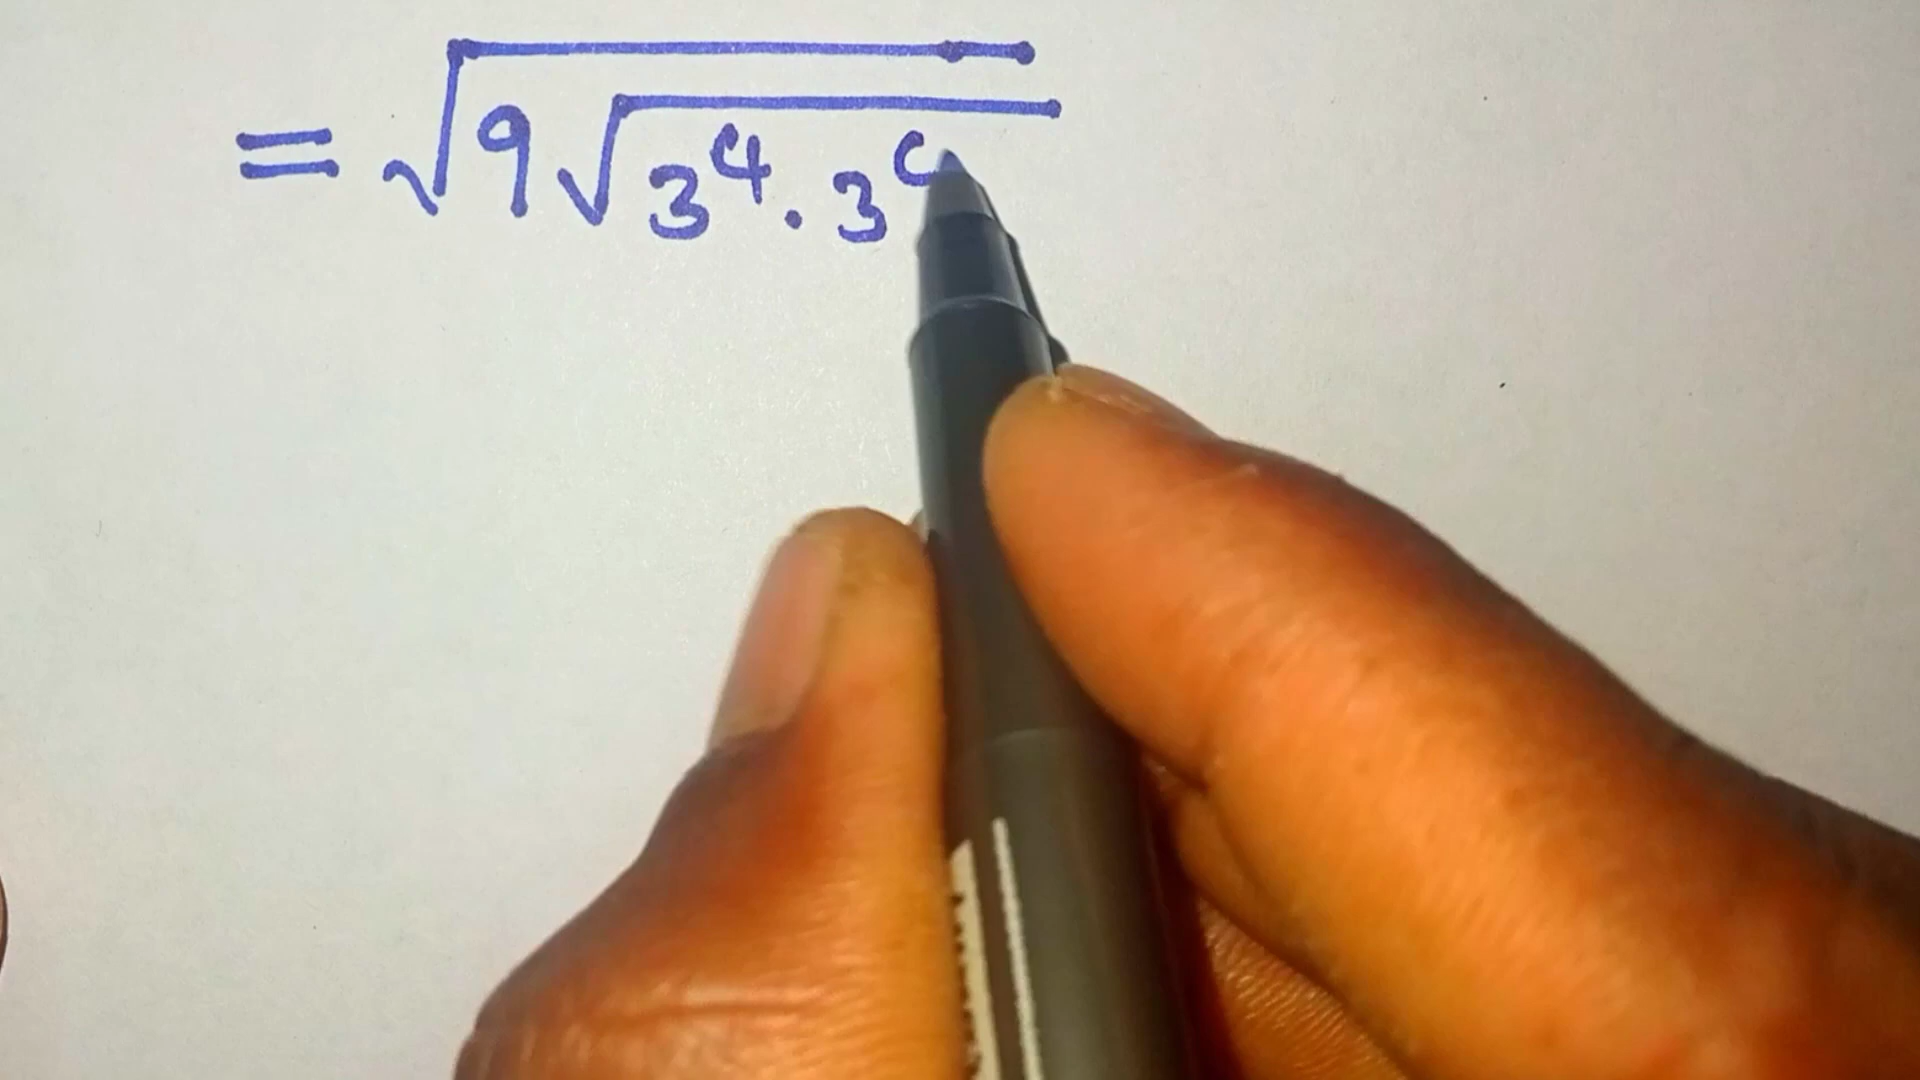 = √9√3⁴ · 3